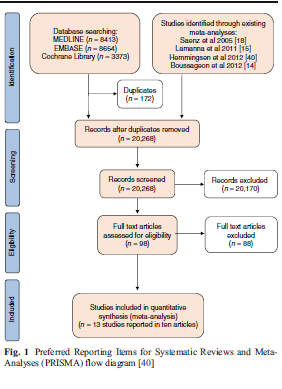 Identification
Database searching:
MEDLINE (n = 8413)
EMBASE (n = 8654)
Cochrane Library (n = 3373)
Studies identified through existing
meta-analyses:
Saenz et al 2005 [18]
Lamanna et al 2011 [15]
Hemmingsen et al 2012 [40]
Boussageon et al 2012 [14]
Duplicates
(n = 172)
Records after duplicates removed
(n = 20,268)
Screening
Records screened
(n = 20,268)
Records excluded
(n = 20,170)
Eligibility
Full text articles
assessed for eligibility
(n = 98)
Full text articles
excluded
(n = 88)
Included
Studies included in quantitative
synthesis (meta-analysis)
(n = 13 studies reported in ten articles)
Fig. 1 Preferred Reporting Items for Systematic Reviews and Meta-
Analyses (PRISMA) flow diagram [40]